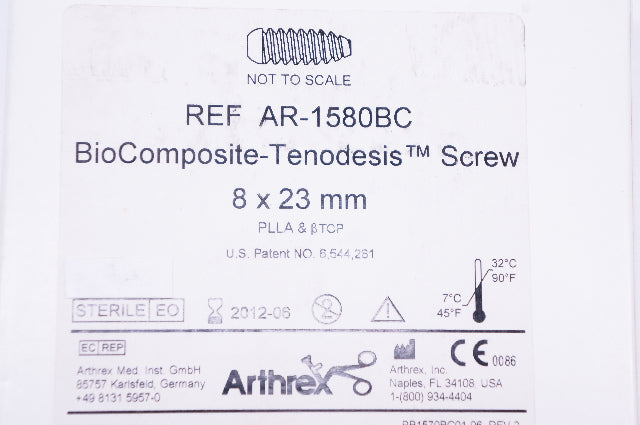 NOT TO SCALE
REF AR-1580BC
BioComposite-Tenodesis™ Screw
8 x 23 mm
PLLA & βTCP
U.S. Patent NO. 6,544,281
32°C
90°F
7°C
45°F
STERILE EO
2012-06
2
EC REP
Arthrex Med. Inst. GmbH
85757 Karlsfeld, Germany
+49 8131 5957-0
Arthrex
Arthrex, Inc.
Naples, FL 34108, USA
1-(800) 934-4404
CE 0086